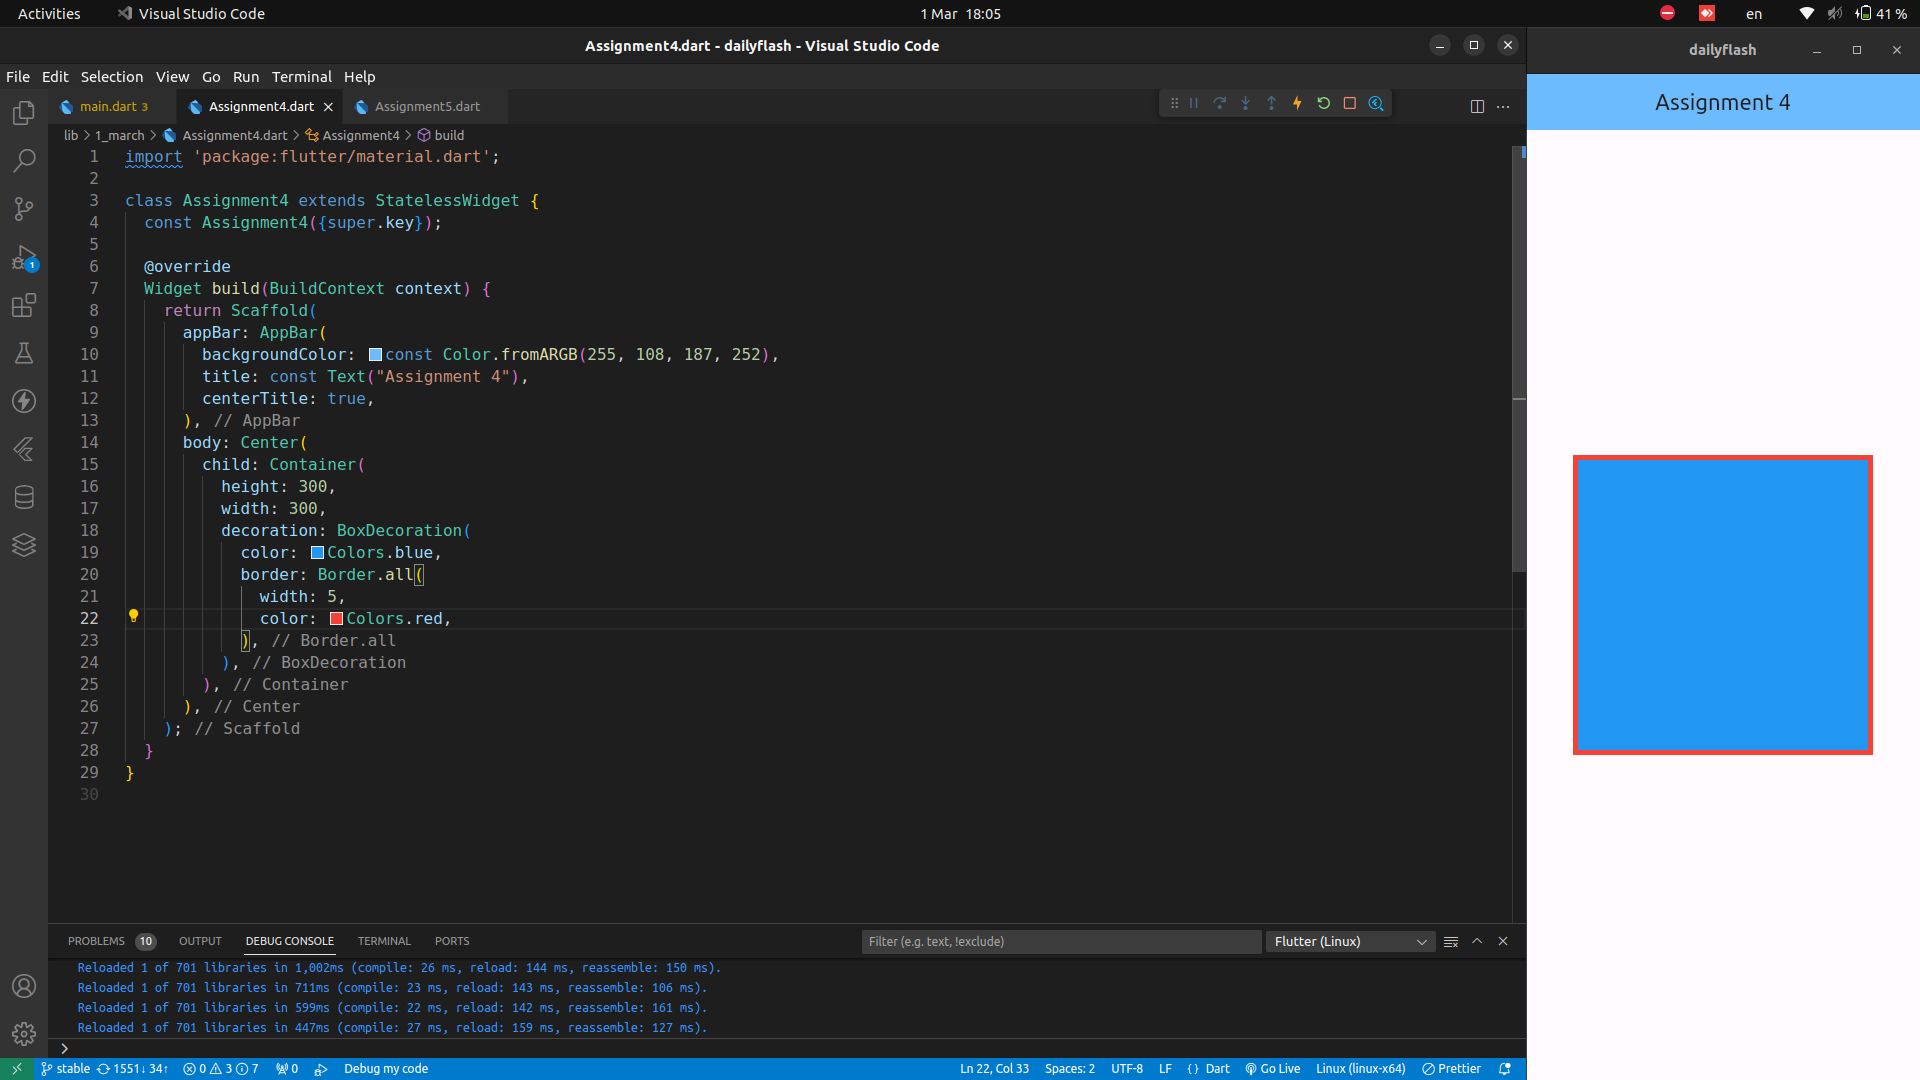 Activities
Visual Studio Code
1 Mar 18:05
en
41 %
Assignment4.dart - dailyflash - Visual Studio Code
File Edit Selection View Go Run Terminal Help
main.dart 3
Assignment4.dart
Assignment5.dart
lib > 1_march > Assignment4.dart > Assignment4 > build
1 import 'package:flutter/material.dart';
2
3 class Assignment4 extends StatelessWidget {
4 const Assignment4({super.key});
5
6 @override
7 Widget build(BuildContext context) {
8 return Scaffold(
9 appBar: AppBar(
10 backgroundColor: const Color.fromARGB(255, 108, 187, 252),
11 title: const Text("Assignment 4"),
12 centerTitle: true,
13 ), // AppBar
14 body: Center(
15 child: Container(
16 height: 300,
17 width: 300,
18 decoration: BoxDecoration(
19 color: Colors.blue,
20 border: Border.all(
21 width: 5,
22 color: Colors.red,
23 ), // Border.all
24 ), // BoxDecoration
25 ), // Container
26 ), // Center
27 ); // Scaffold
28 }
29 }
30
1
PROBLEMS 10 OUTPUT DEBUG CONSOLE TERMINAL PORTS
Filter (e.g. text, !exclude)
Flutter (Linux)
Reloaded 1 of 701 libraries in 1,002ms (compile: 26 ms, reload: 144 ms, reassemble: 150 ms).
Reloaded 1 of 701 libraries in 711ms (compile: 23 ms, reload: 143 ms, reassemble: 106 ms).
Reloaded 1 of 701 libraries in 599ms (compile: 22 ms, reload: 142 ms, reassemble: 161 ms).
Reloaded 1 of 701 libraries in 447ms (compile: 27 ms, reload: 159 ms, reassemble: 127 ms).
>
stable 1551↓ 34↑ 0 3 7 0 Debug my code
Ln 22, Col 33 Spaces: 2 UTF-8 LF {} Dart Go Live Linux (linux-x64) Prettier
dailyflash
Assignment 4